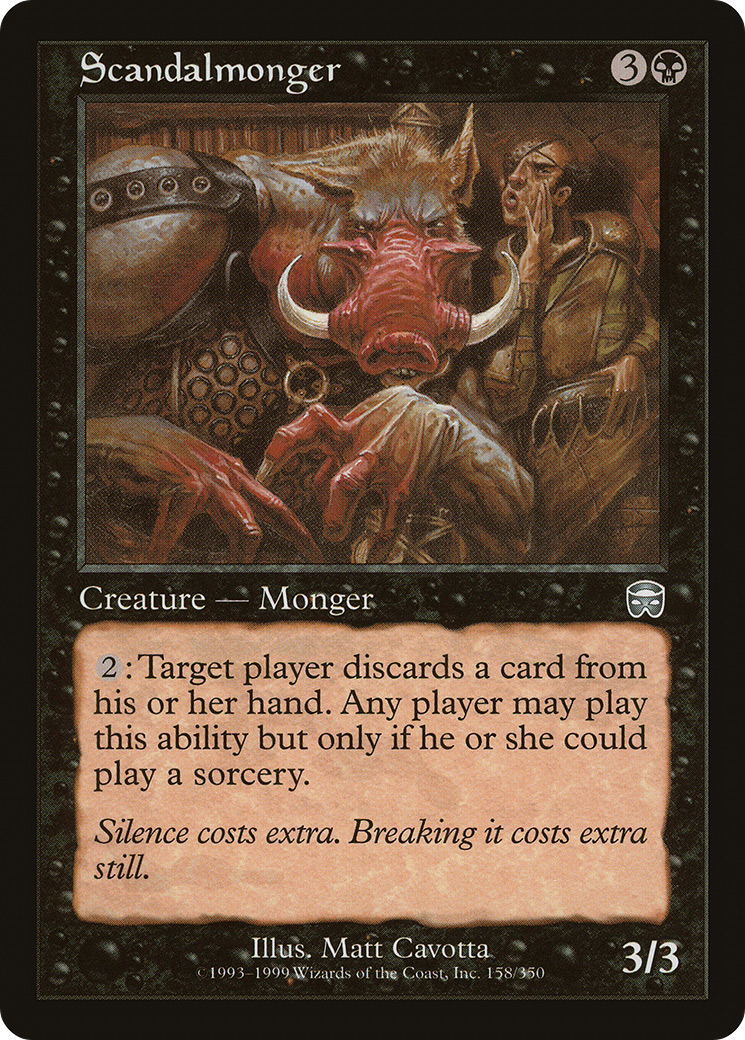 Scandalmonger 3
Creature — Monger
2: Target player discards a card from
his or her hand. Any player may play
this ability but only if he or she could
play a sorcery.
Silence costs extra. Breaking it costs extra
still.
Illus. Matt Cavotta
©1993–1999 Wizards of the Coast, Inc. 158/350
3/3